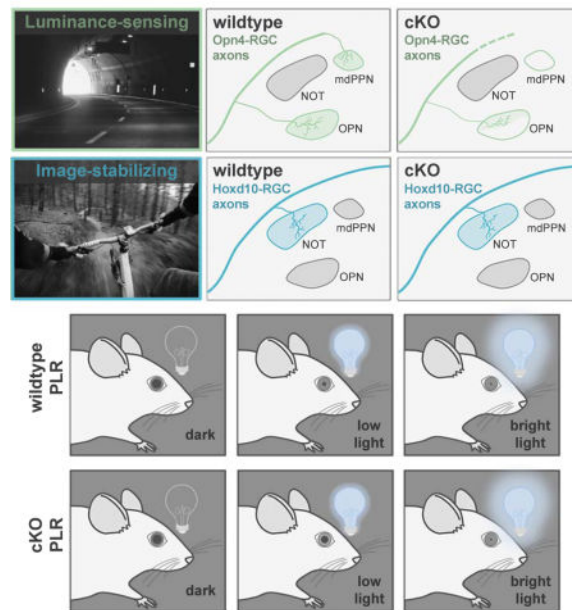 Luminance-sensing
wildtype
Opn4-RGC
axons
mdPPN
NOT
OPN
cKO
Opn4-RGC
axons
mdPPN
NOT
OPN
Image-stabilizing
wildtype
Hoxd10-RGC
axons
mdPPN
NOT
OPN
cKO
Hoxd10-RGC
axons
mdPPN
NOT
OPN
wildtype
PLR
dark
low
light
bright
light
cKO
PLR
dark
low
light
bright
light